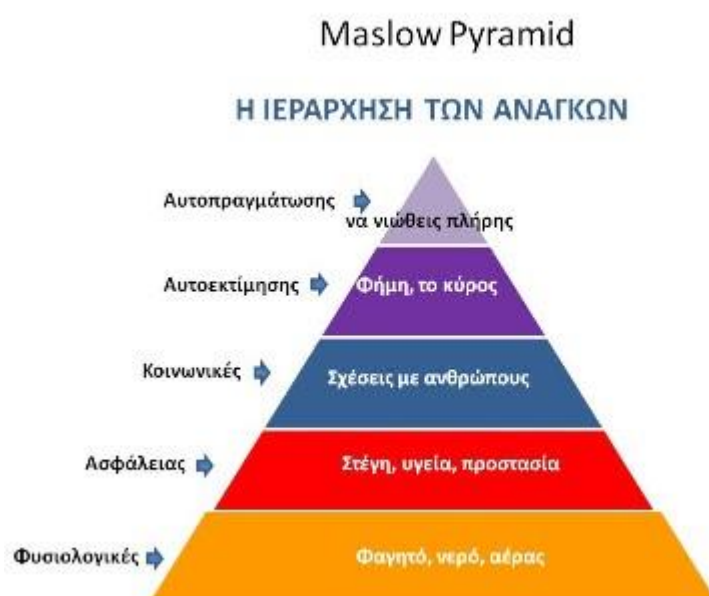 Maslow Pyramid
Η ΙΕΡΑΡΧΗΣΗ ΤΩΝ ΑΝΑΓΚΩΝ
Αυτοπραγμάτωσης
να νιώθεις πλήρης
Αυτοεκτίμησης
Φήμη, το κύρος
Κοινωνικές
Σχέσεις με ανθρώπους
Ασφάλειας
Στέγη, υγεία, προστασία
Φυσιολογικές
Φαγητό, νερό, αέρας